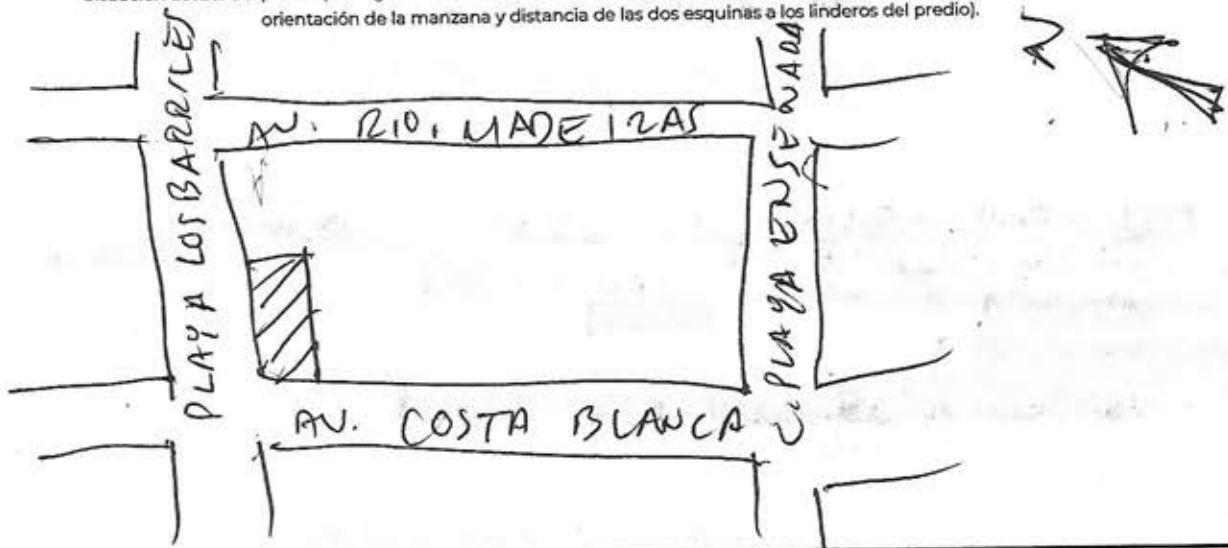 orientación de la manzana y distancia de las dos esquinas a los linderos del predio).
PLAYA LOS BARRILES
AV. RIO. MADEIRAS
C. PLAYA ENSENADA
AV. COSTA BLANCA